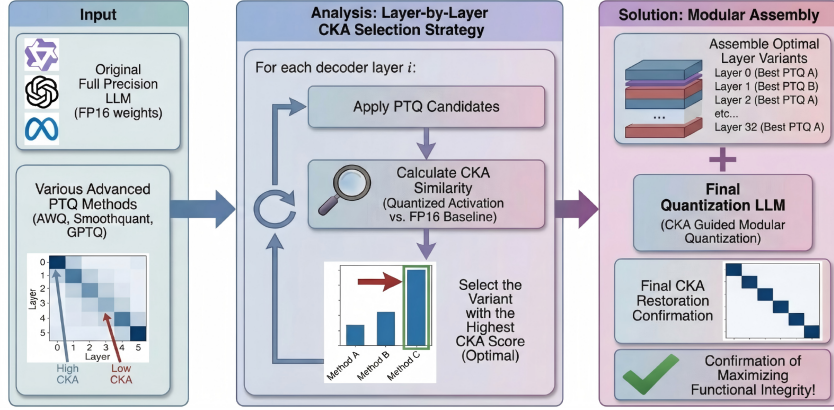 Input
Original
Full Precision
LLM
(FP16 weights)
Various Advanced
PTQ Methods
(AWQ, Smoothquant,
GPTQ)
0
1
2
3
4
5
Layer
0 1 2 3 4 5
Layer
High
CKA
Low
CKA
Analysis: Layer-by-Layer
CKA Selection Strategy
For each decoder layer i:
Apply PTQ Candidates
Calculate CKA
Similarity
(Quantized Activation
vs. FP16 Baseline)
Method A
Method B
Method C
Select the
Variant
with the
Highest
CKA Score
(Optimal)
Solution: Modular Assembly
Assemble Optimal
Layer Variants
Layer 0 (Best PTQ A)
Layer 1 (Best PTQ B)
Layer 2 (Best PTQ A)
etc...
Layer 32 (Best PTQ A)
...
+
Final
Quantization LLM
(CKA Guided Modular
Quantization)
Final CKA
Restoration
Confirmation
Confirmation of
Maximizing
Functional Integrity!